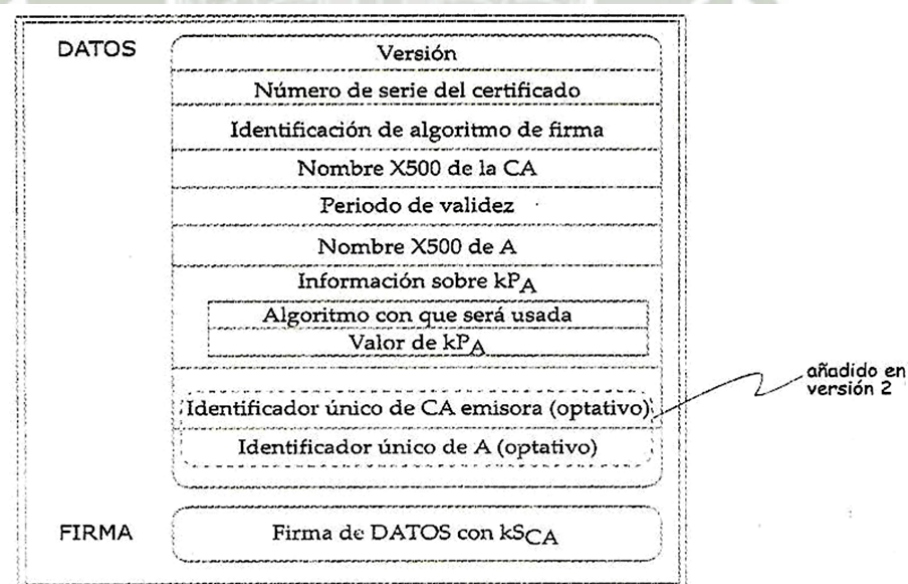 DATOS
Versión
Número de serie del certificado
Identificación de algoritmo de firma
Nombre X500 de la CA
Periodo de validez
Nombre X500 de A
Información sobre kPA
Algoritmo con que será usada
Valor de kPA
añadido en
versión 2
Identificador único de CA emisora (optativo)
Identificador único de A (optativo)
FIRMA
Firma de DATOS con kSCA